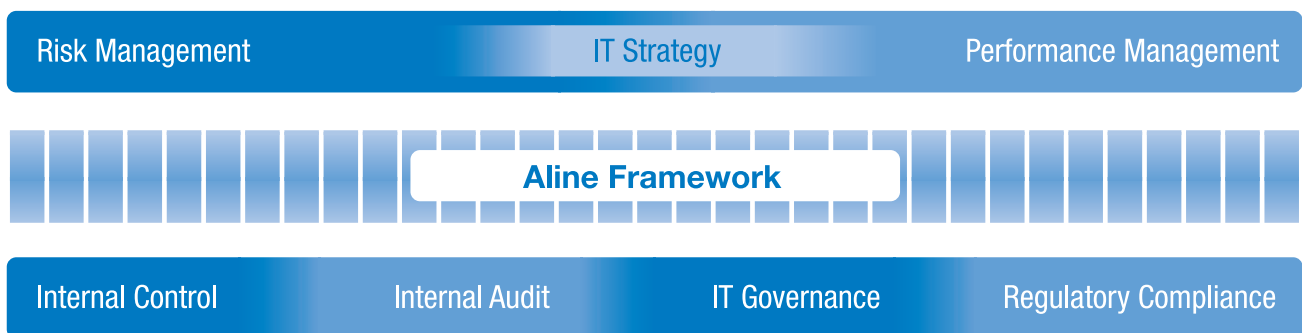 Risk Management IT Strategy Performance Management
Aline Framework
Internal Control Internal Audit IT Governance Regulatory Compliance